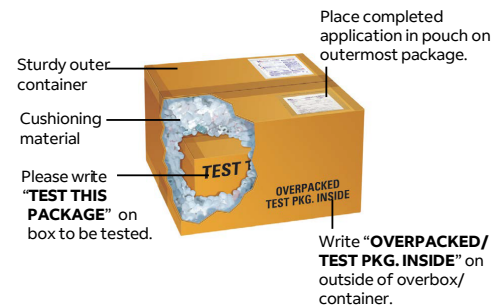 Place completed
application in pouch on
outermost package.
Sturdy outer
container
Cushioning
material
Please write
“TEST THIS
PACKAGE” on
box to be tested.
TEST T
OVERPACKED
TEST PKG. INSIDE
Write “OVERPACKED/
TEST PKG. INSIDE” on
outside of overbox/
container.